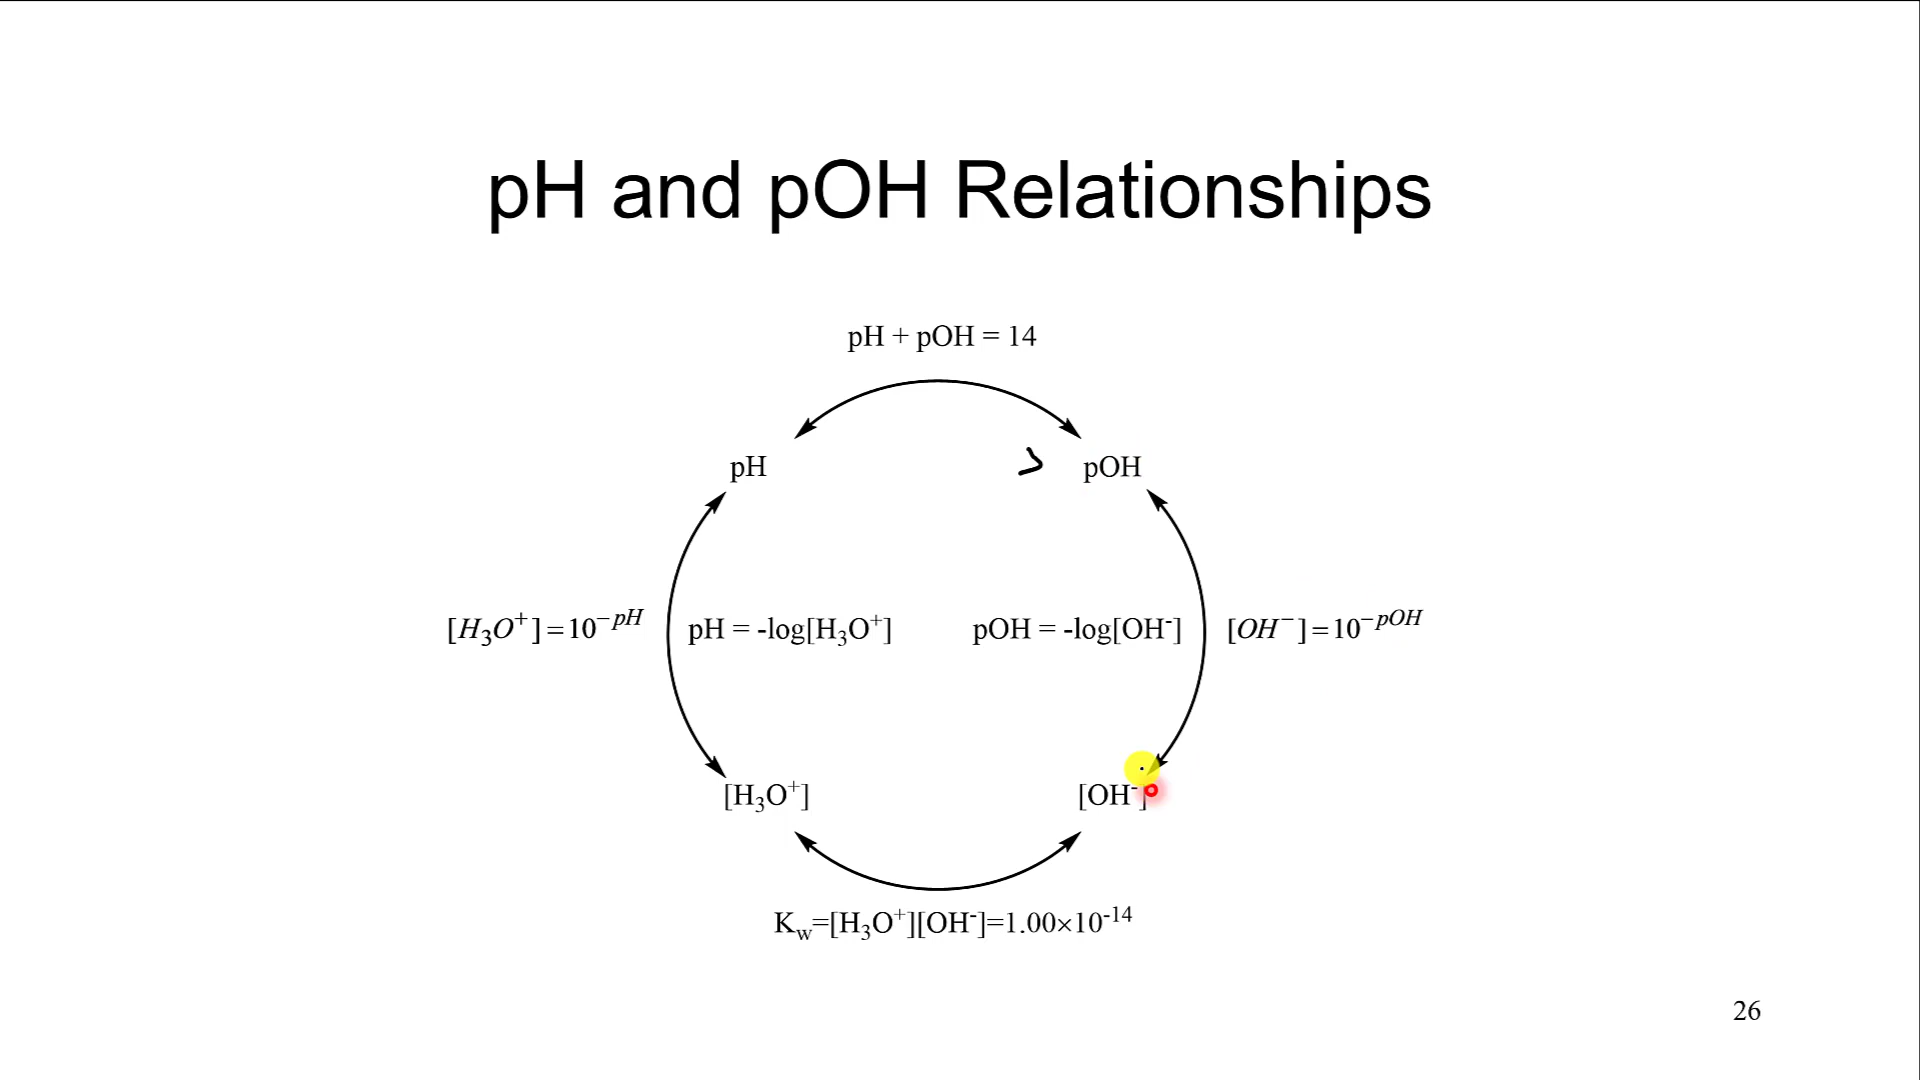 pH and pOH Relationships
pH + pOH = 14
pH > pOH
[H₃O⁺]=10⁻ᵖᴴ pH = -log[H₃O⁺] pOH = -log[OH⁻] [OH⁻]=10⁻ᵖᴼᴴ
[H₃O⁺] [OH⁻]
K_w=[H₃O⁺][OH⁻]=1.00×10⁻¹⁴
26